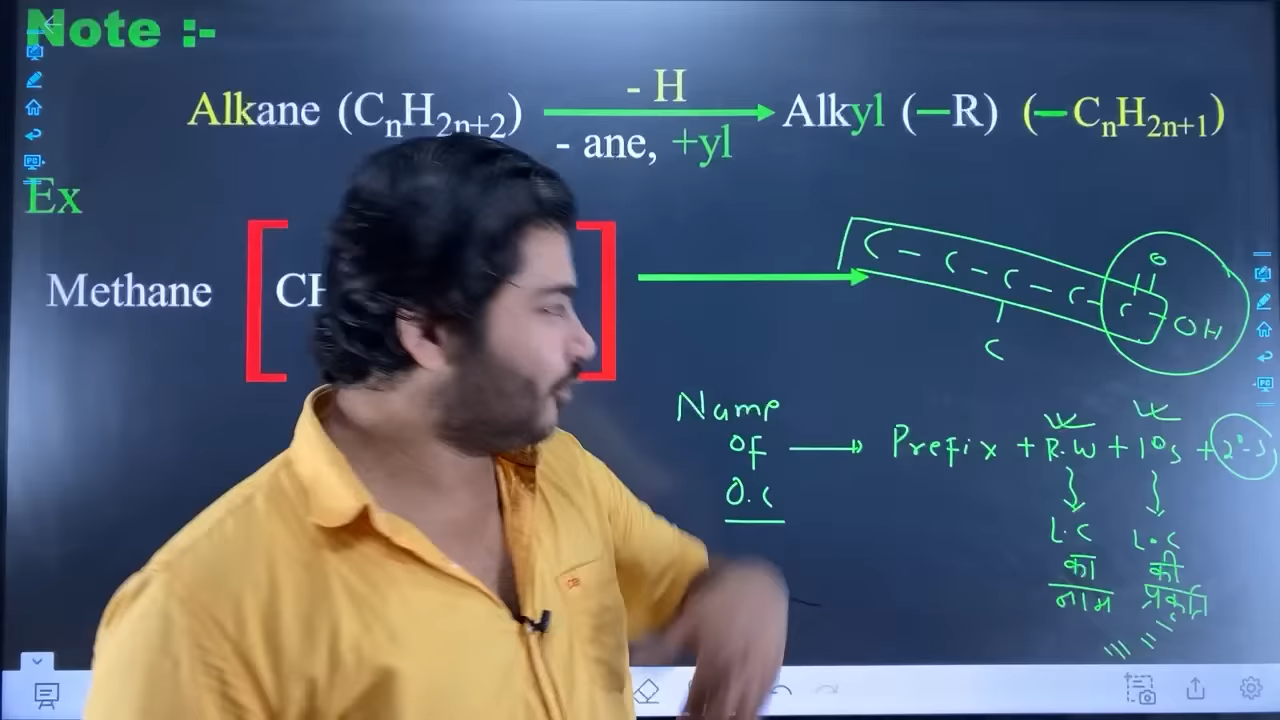 Note :-
Alkane (CnH2n+2) - H Alkyl (–R) (–CnH2n+1)
- ane, +yl
Ex
Methane [ CH ]
C – C – C – C – C – OH
O
C
Name
of → Prefix + R.W + 1°S + 2°-S
O.C
L.C L.C
का की
नाम प्रकृति